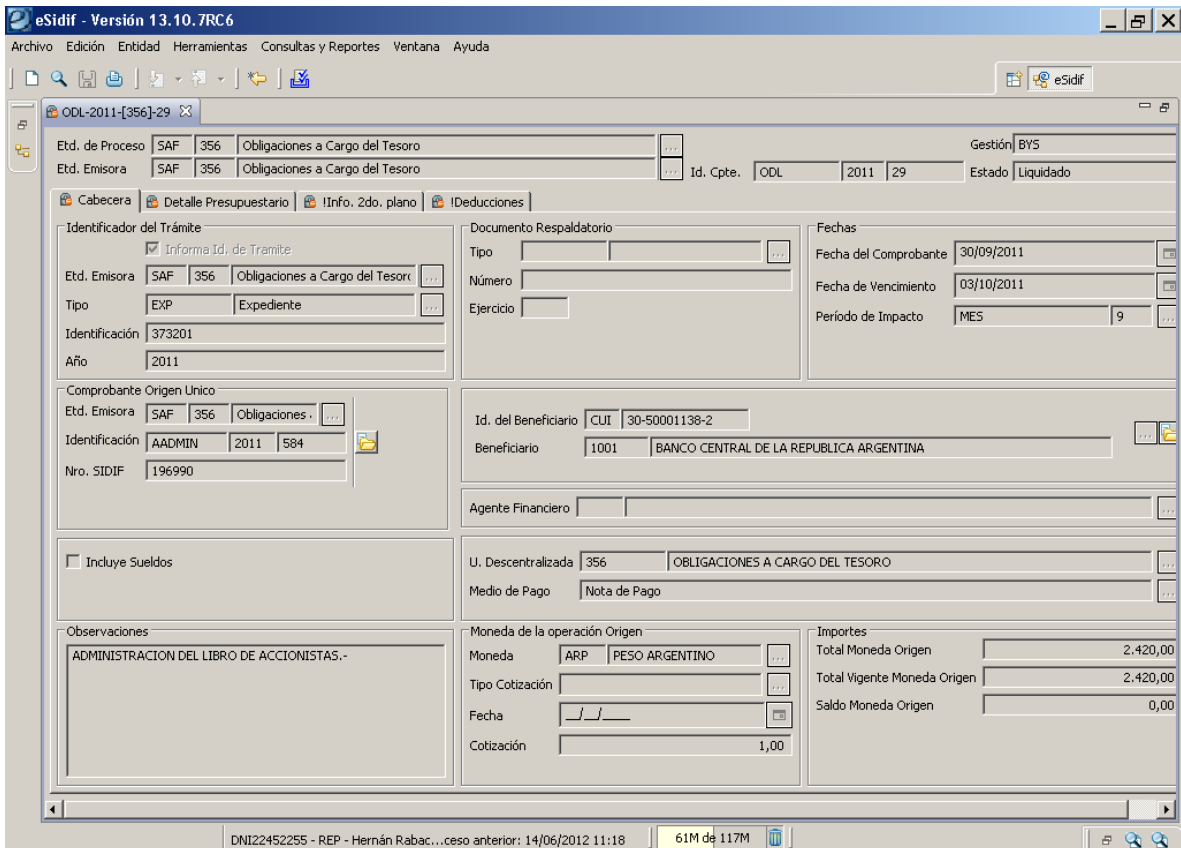 eSidif - Versión 13.10.7RC6
Archivo Edición Entidad Herramientas Consultas y Reportes Ventana Ayuda
eSidif
ODL-2011-[356]-29
Etd. de Proceso SAF 356 Obligaciones a Cargo del Tesoro ... Gestión BYS
Etd. Emisora SAF 356 Obligaciones a Cargo del Tesoro ... Id. Cpte. ODL 2011 29 Estado Liquidado
Cabecera Detalle Presupuestario !Info. 2do. plano !Deducciones
Identificador del Trámite
Informa Id. de Tramite
Etd. Emisora SAF 356 Obligaciones a Cargo del Tesorc ...
Tipo EXP Expediente ...
Identificación 373201
Año 2011
Documento Respaldatorio
Tipo ...
Número
Ejercicio
Fechas
Fecha del Comprobante 30/09/2011
Fecha de Vencimiento 03/10/2011
Período de Impacto MES 9 ...
Comprobante Origen Unico
Etd. Emisora SAF 356 Obligaciones . ...
Identificación AADMIN 2011 584
Nro. SIDIF 196990
Id. del Beneficiario CUI 30-50001138-2
Beneficiario 1001 BANCO CENTRAL DE LA REPUBLICA ARGENTINA ...
Agente Financiero ...
Incluye Sueldos
U. Descentralizada 356 OBLIGACIONES A CARGO DEL TESORO ...
Medio de Pago Nota de Pago ...
Observaciones
ADMINISTRACION DEL LIBRO DE ACCIONISTAS.-
Moneda de la operación Origen
Moneda ARP PESO ARGENTINO ...
Tipo Cotización ...
Fecha __/__/____
Cotización 1,00
Importes
Total Moneda Origen 2.420,00
Total Vigente Moneda Origen 2.420,00
Saldo Moneda Origen 0,00
DNI22452255 - REP - Hernán Rabac...ceso anterior: 14/06/2012 11:18 61M de 117M